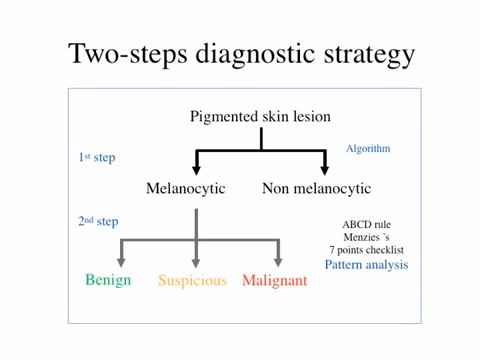 Two-steps diagnostic strategy
Pigmented skin lesion
1st step
Algorithm
Melanocytic
Non melanocytic
2nd step
ABCD rule
Menzies ’s
7 points checklist
Pattern analysis
Benign
Suspicious
Malignant